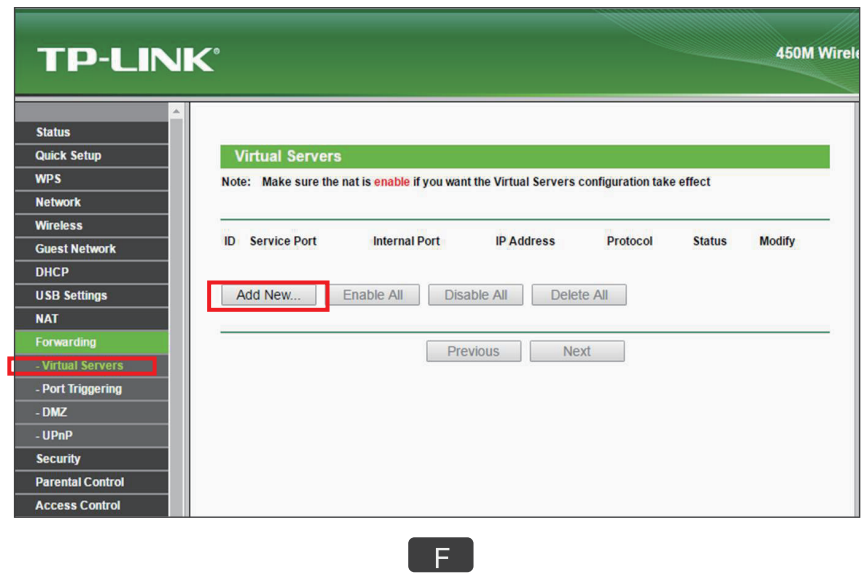 TP-LINK®
450M Wirele
Status
Quick Setup
WPS
Network
Wireless
Guest Network
DHCP
USB Settings
NAT
Forwarding
- Virtual Servers
- Port Triggering
- DMZ
- UPnP
Security
Parental Control
Access Control
Virtual Servers
Note: Make sure the nat is enable if you want the Virtual Servers configuration take effect
ID Service Port Internal Port IP Address Protocol Status Modify
Add New... Enable All Disable All Delete All
Previous Next
F